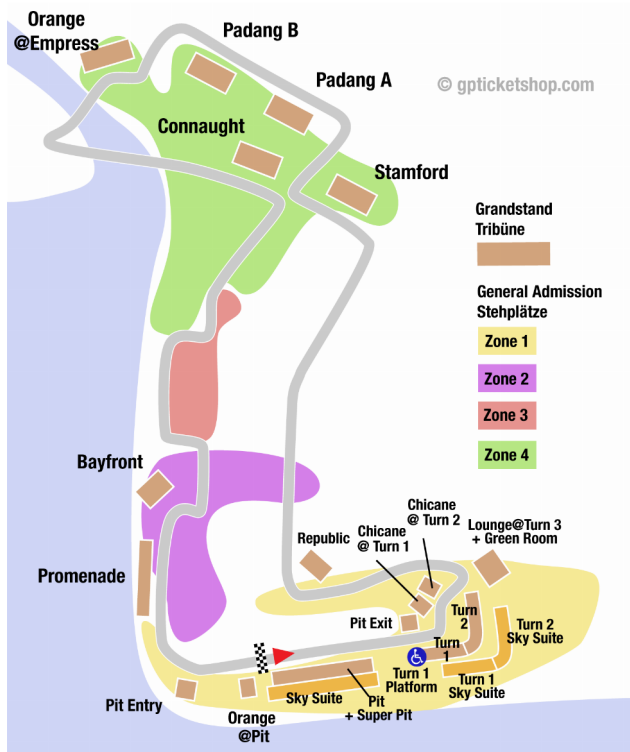 Orange
@Empress
Padang B
Padang A
© gpticketshop.com
Connaught
Stamford
Grandstand
Tribüne
General Admission
Stehplätze
Zone 1
Zone 2
Zone 3
Zone 4
Bayfront
Promenade
Republic
Chicane
@ Turn 1
Chicane
@ Turn 2
Lounge@Turn 3
+ Green Room
Pit Exit
Turn
2
Turn
1
Turn 2
Sky Suite
Turn 1
Platform
Turn 1
Sky Suite
Pit Entry
Orange
@Pit
Sky Suite
Pit
+ Super Pit